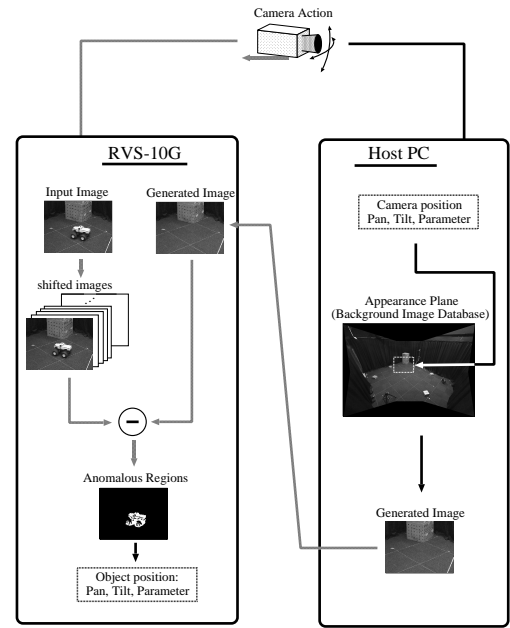 Camera Action
RVS-10G
Input Image
Generated Image
shifted images
Anomalous Regions
Object position:
Pan, Tilt, Parameter
Host PC
Camera position
Pan, Tilt, Parameter
Appearance Plane
(Background Image Database)
Generated Image